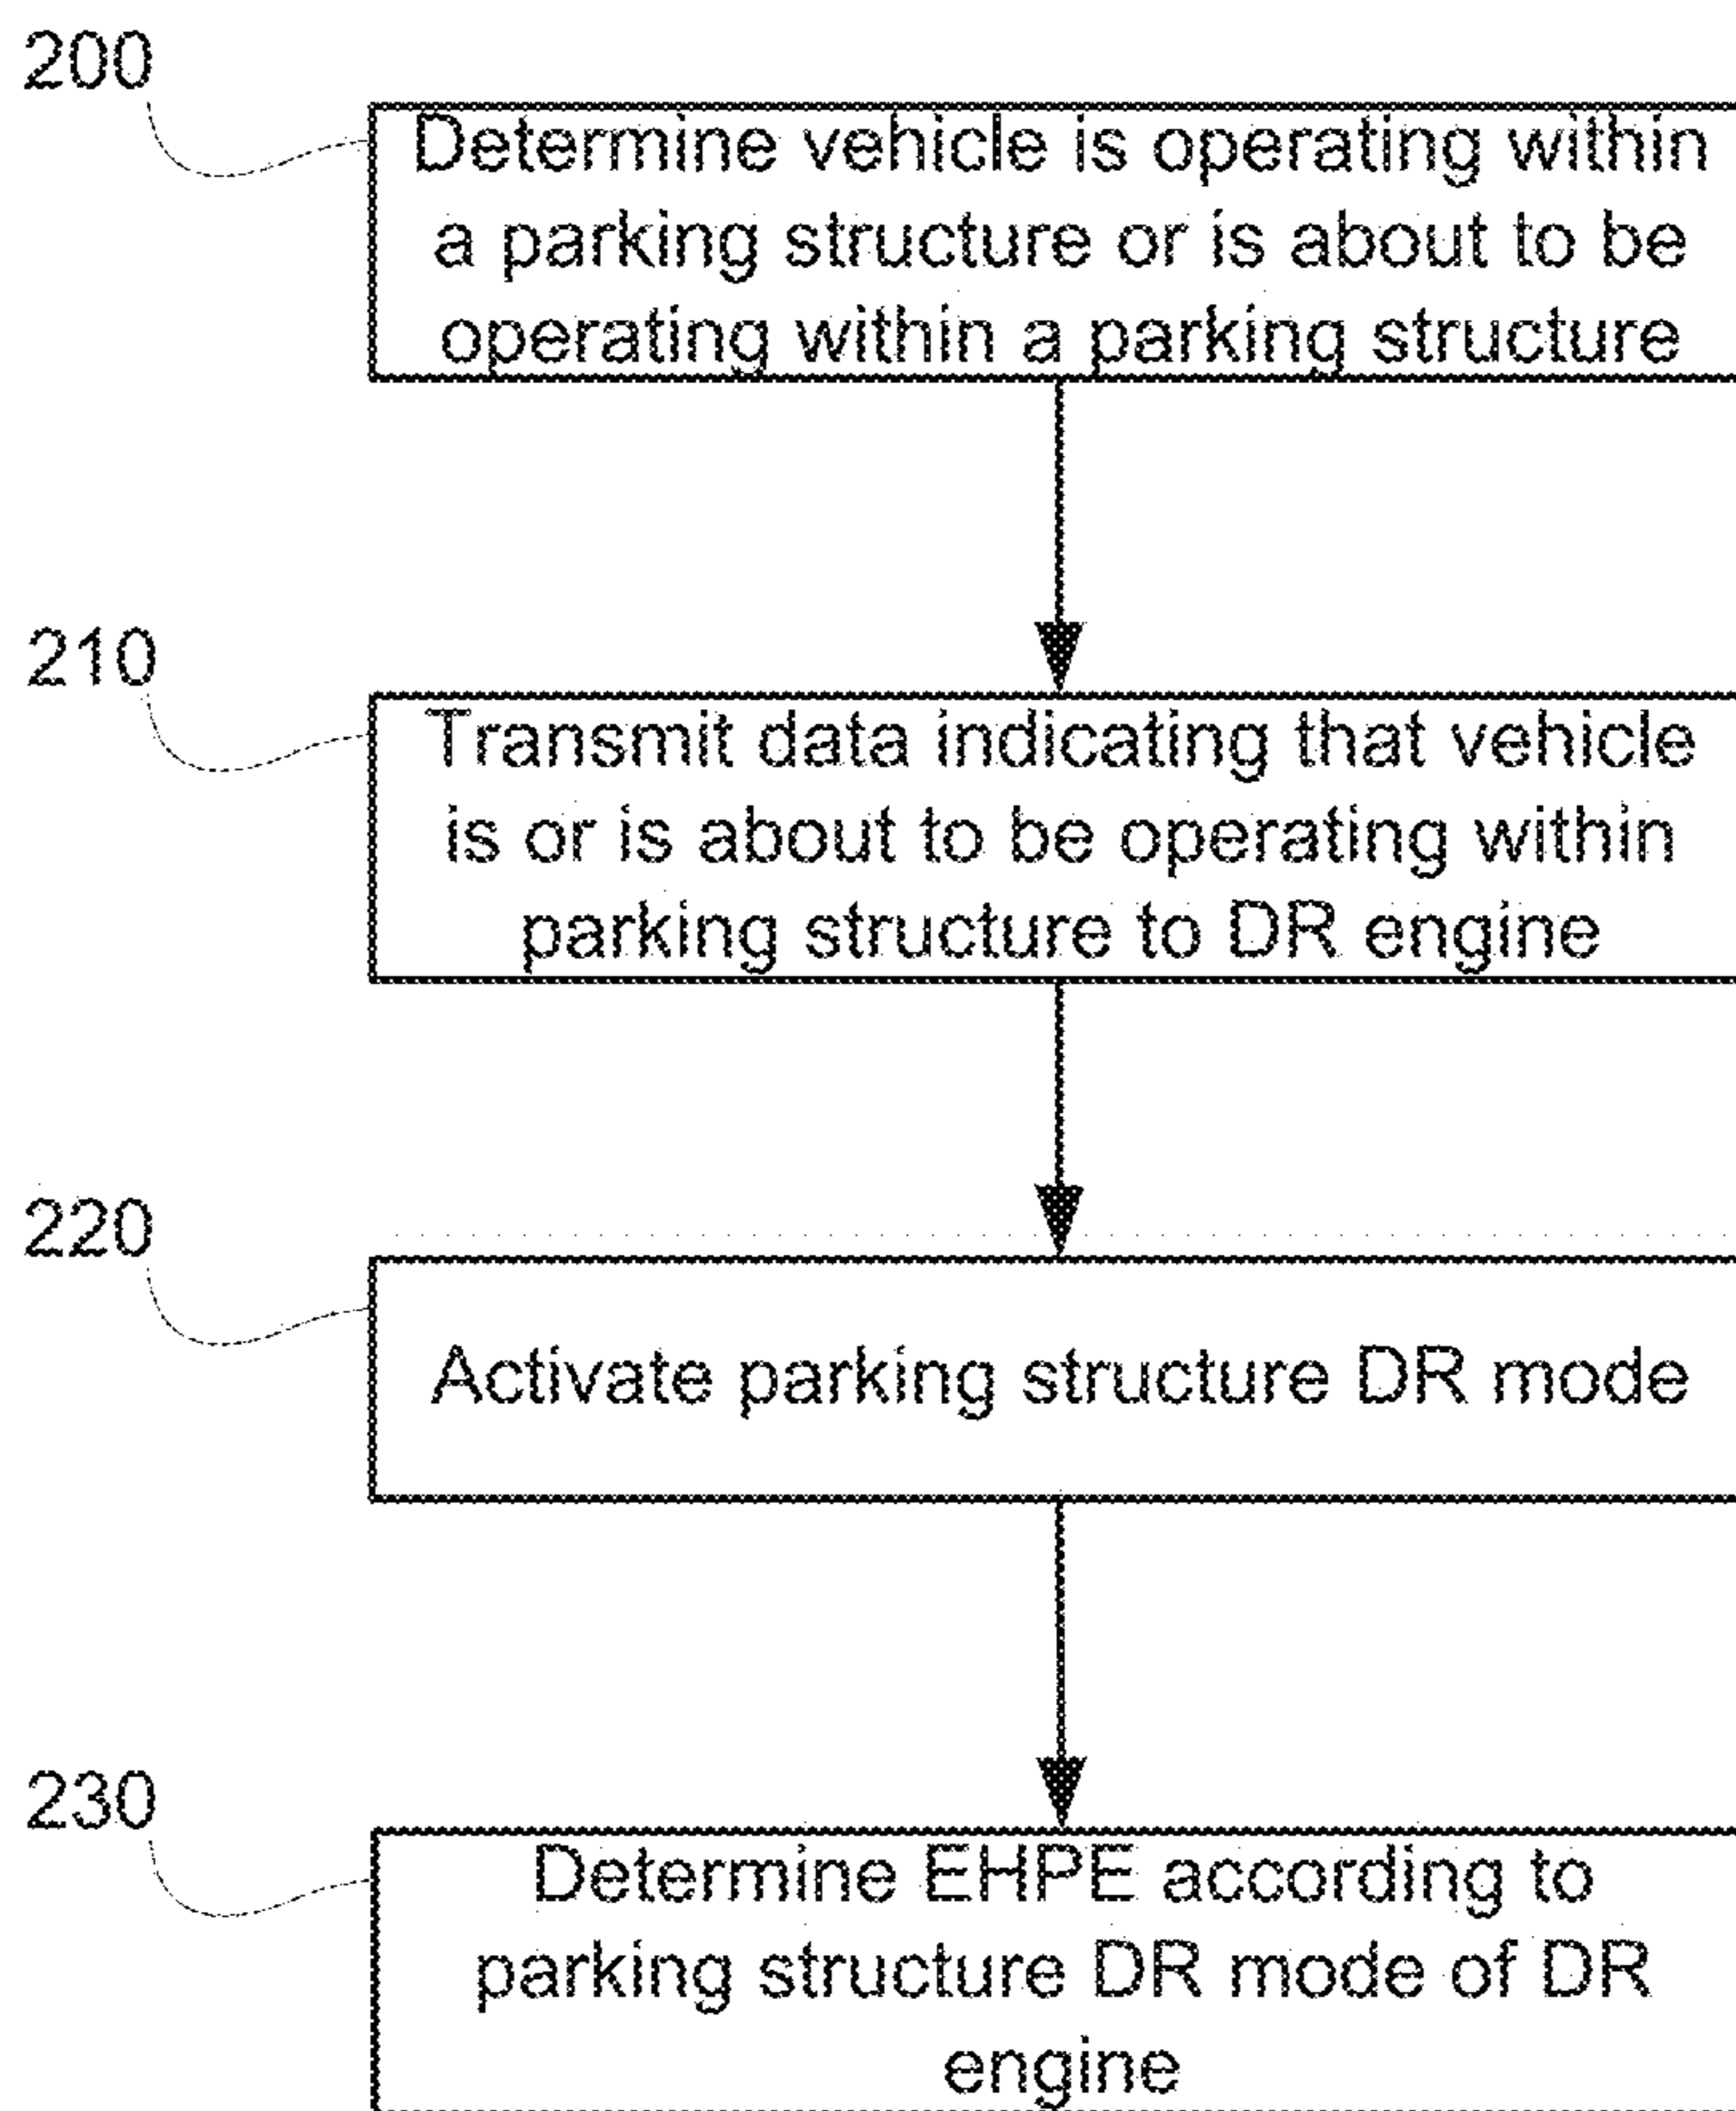 200
Determine vehicle is operating within
a parking structure or is about to be
operating within a parking structure
210
Transmit data indicating that vehicle
is or is about to be operating within
parking structure to DR engine
220
Activate parking structure DR mode
230
Determine EHPE according to
parking structure DR mode of DR
engine